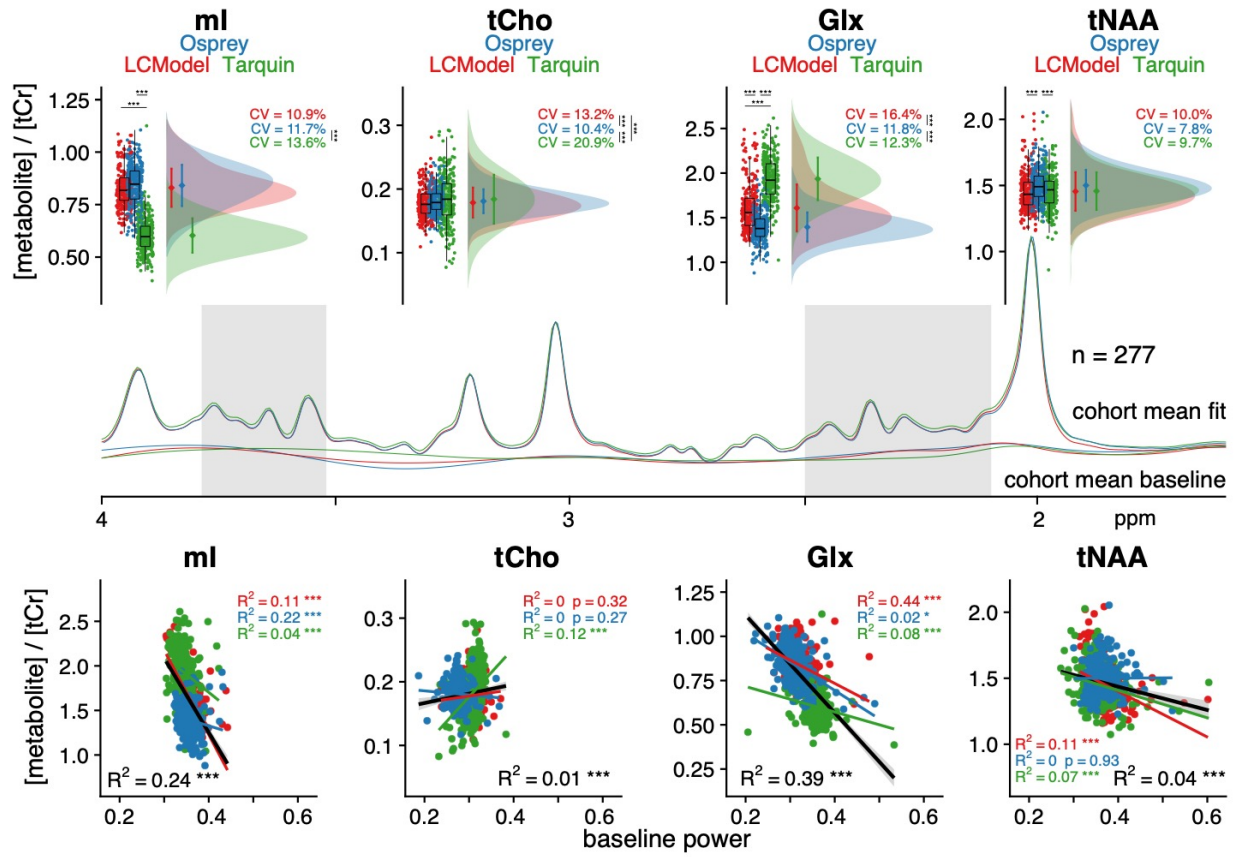 mI tCho Glx tNAA
Osprey Osprey Osprey Osprey
LCModel Tarquin LCModel Tarquin LCModel Tarquin LCModel Tarquin
[metabolite] / [tCr]
1.25
1.00
0.75
0.50
***
***
CV = 10.9%
CV = 11.7%
CV = 13.6%
***
0.3
0.2
0.1
CV = 13.2%
CV = 10.4%
CV = 20.9%
*** ***
***
2.5
2.0
1.5
1.0
*** ***
***
CV = 16.4%
CV = 11.8%
CV = 12.3%
*** ***
2.0
1.5
1.0
*** ***
CV = 10.0%
CV = 7.8%
CV = 9.7%
n = 277
cohort mean fit
cohort mean baseline
4 3 2 ppm
mI tCho Glx tNAA
[metabolite] / [tCr]
2.5
2.0
1.5
1.0
R² = 0.11 ***
R² = 0.22 ***
R² = 0.04 ***
R² = 0.24 ***
0.2 0.4 0.6
0.3
0.2
0.1
R² = 0 p = 0.32
R² = 0 p = 0.27
R² = 0.12 ***
R² = 0.01 ***
0.2 0.4 0.6
1.25
1.00
0.75
0.50
0.25
R² = 0.44 ***
R² = 0.02 *
R² = 0.08 ***
R² = 0.39 ***
0.2 0.4 0.6
2.0
1.5
1.0
R² = 0.11 ***
R² = 0 p = 0.93
R² = 0.07 ***
R² = 0.04 ***
0.2 0.4 0.6
baseline power